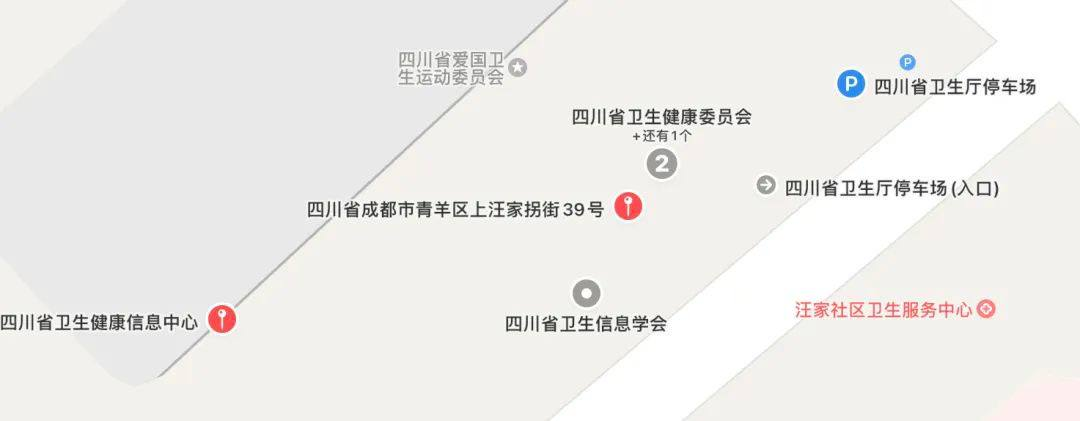 四川省爱国卫
生运动委员会
P
P
四川省卫生厅停车场
四川省卫生健康委员会
+还有1个
2
四川省卫生厅停车场(入口)
四川省成都市青羊区上汪家拐街39号
汪家社区卫生服务中心
四川省卫生健康信息中心
四川省卫生信息学会